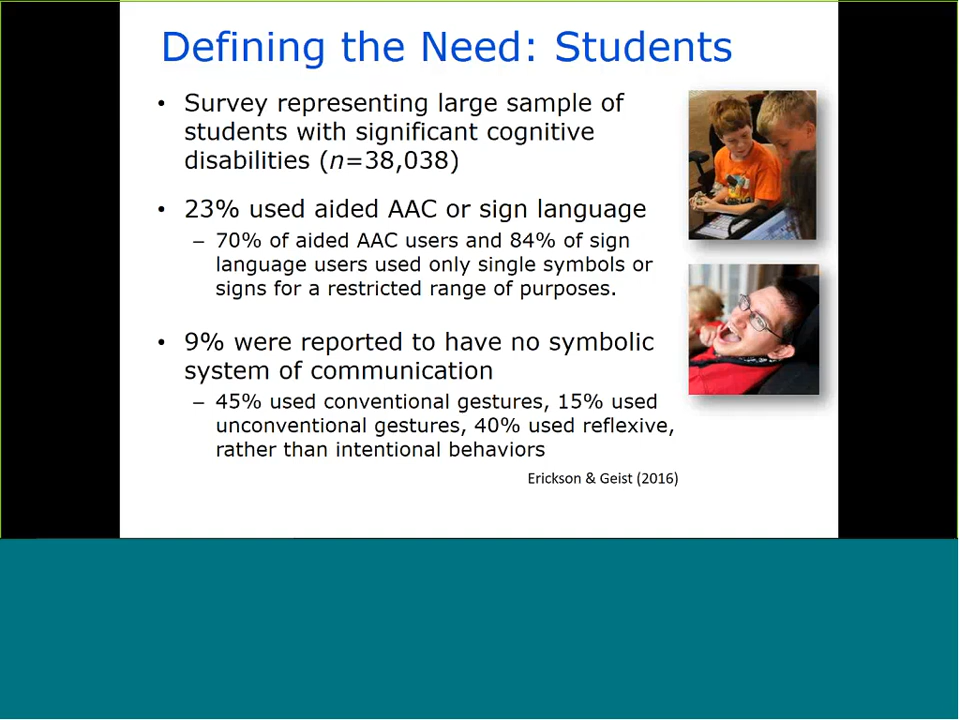 Defining the Need: Students
• Survey representing large sample of
students with significant cognitive
disabilities (n=38,038)
• 23% used aided AAC or sign language
– 70% of aided AAC users and 84% of sign
language users used only single symbols or
signs for a restricted range of purposes.
• 9% were reported to have no symbolic
system of communication
– 45% used conventional gestures, 15% used
unconventional gestures, 40% used reflexive,
rather than intentional behaviors
Erickson & Geist (2016)